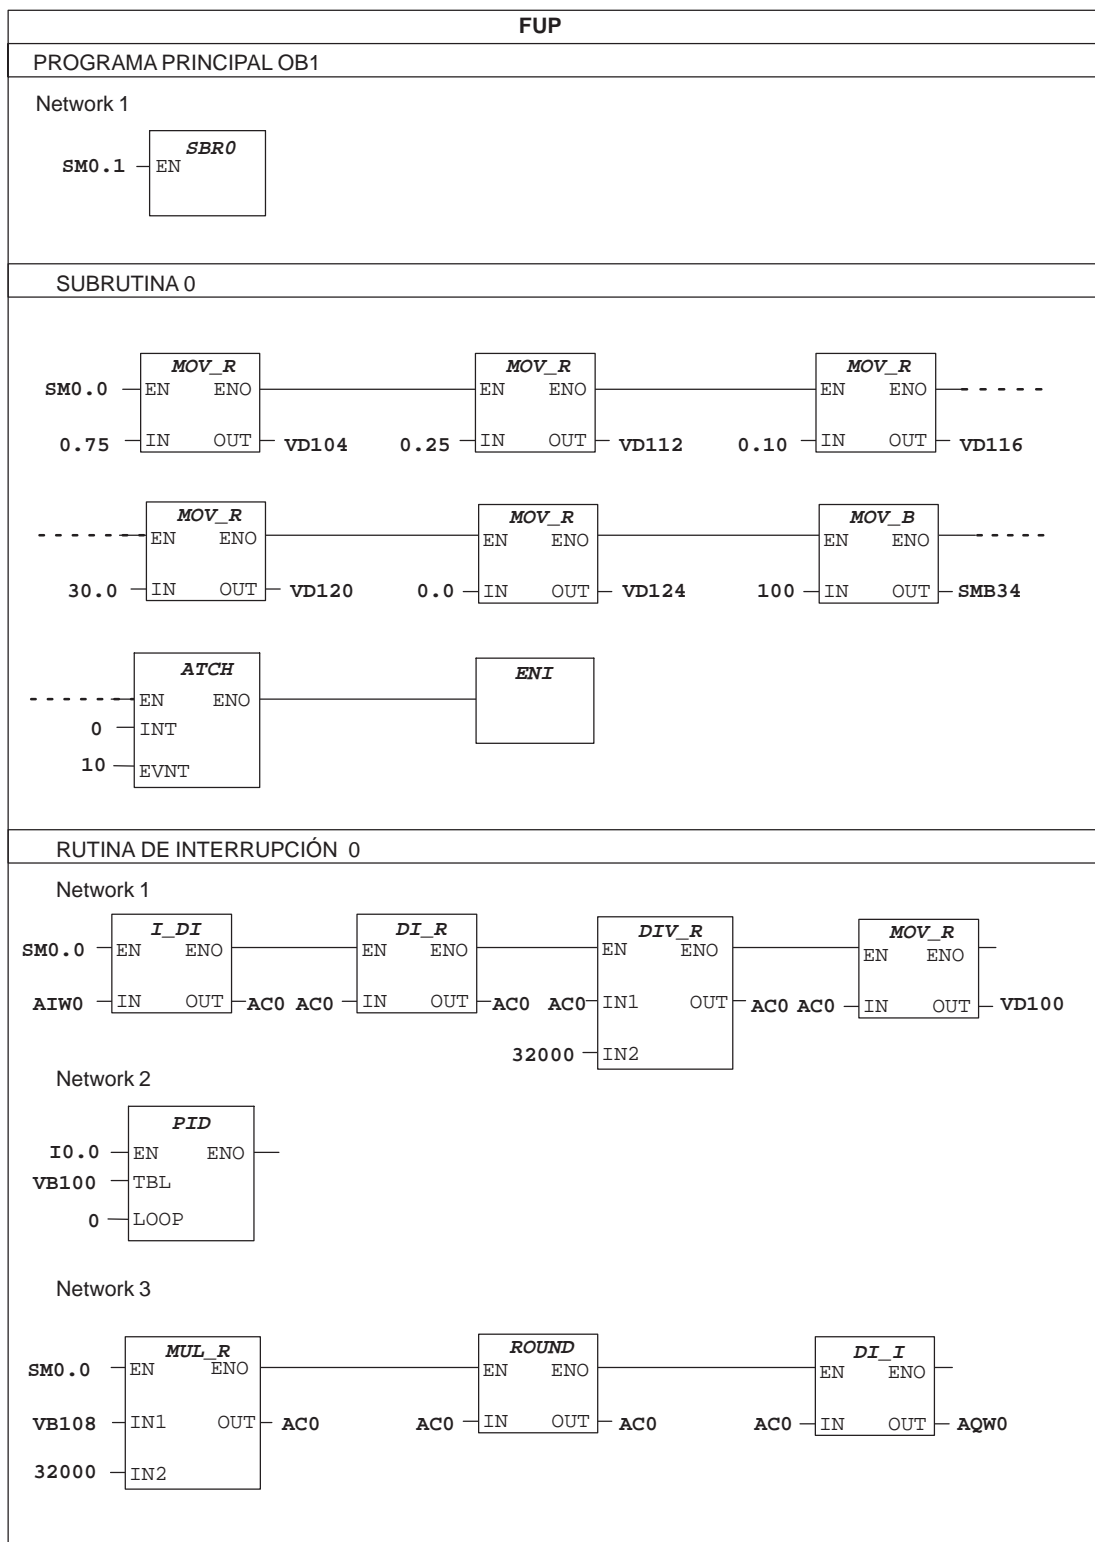 FUP
PROGRAMA PRINCIPAL OB1
Network 1
SBR0
SM0.1 EN
SUBRUTINA 0
MOV_R MOV_R MOV_R
SM0.0 EN ENO EN ENO EN ENO
0.75 IN OUT VD104 0.25 IN OUT VD112 0.10 IN OUT VD116
MOV_R MOV_R MOV_B
EN ENO EN ENO EN ENO
30.0 IN OUT VD120 0.0 IN OUT VD124 100 IN OUT SMB34
ATCH ENI
EN ENO
0 INT
10 EVNT
RUTINA DE INTERRUPCIÓN 0
Network 1
I_DI DI_R DIV_R MOV_R
SM0.0 EN ENO EN ENO EN ENO EN ENO
AIW0 IN OUT AC0 AC0 IN OUT AC0 AC0 IN1 OUT AC0 AC0 IN OUT VD100
32000 IN2
Network 2
PID
I0.0 EN ENO
VB100 TBL
0 LOOP
Network 3
MUL_R ROUND DI_I
SM0.0 EN ENO EN ENO EN ENO
VB108 IN1 OUT AC0 AC0 IN OUT AC0 AC0 IN OUT AQW0
32000 IN2